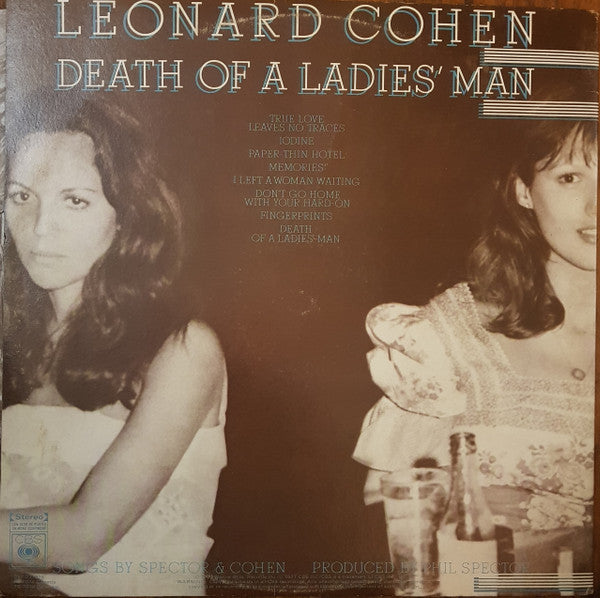 LEONARD COHEN
DEATH OF A LADIES' MAN
TRUE LOVE
LEAVES NO TRACES
IODINE
PAPER-THIN HOTEL
MEMORIES
I LEFT A WOMAN WAITING
DON'T GO HOME
WITH YOUR HARD-ON
FINGERPRINTS
DEATH
OF A LADIES'-MAN
Stereo
CBS
SONGS BY SPECTOR & COHEN PRODUCED BY PHIL SPECTOR